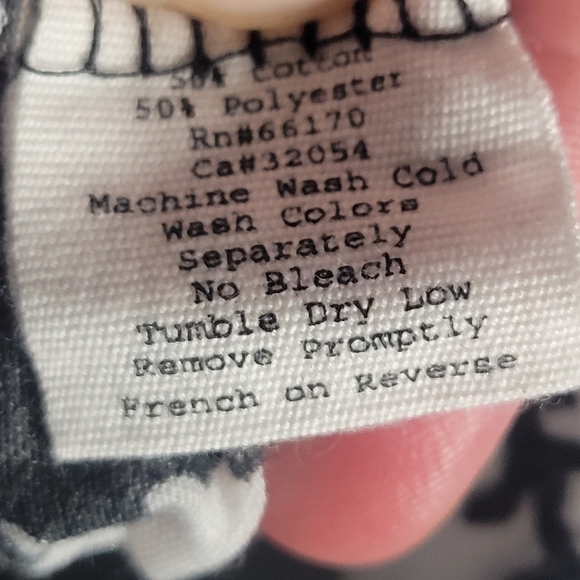 50% Cotton
50% Polyester
Rn#66170
Ca#32054
Machine Wash Cold
Wash Colors
Separately
No Bleach
Tumble Dry Low
Remove Promptly
French on Reverse